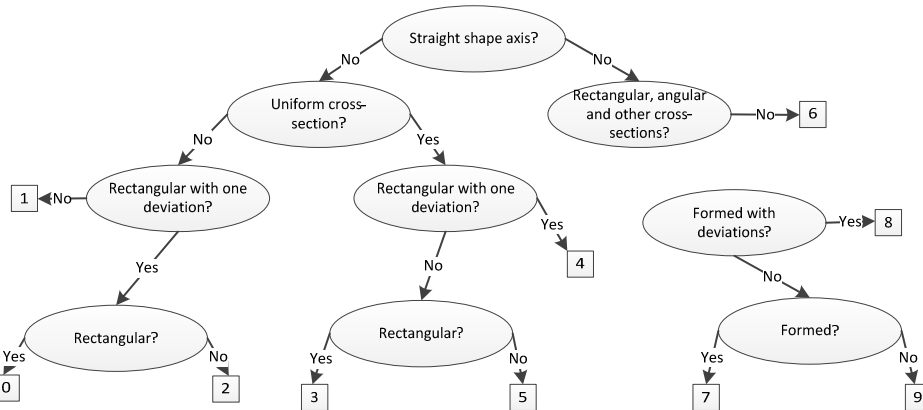 Straight shape axis?
No
No
Uniform cross-
section?
Rectangular, angular
and other cross-
sections?
No
6
No
Yes
1
No
Rectangular with one
deviation?
Rectangular with one
deviation?
Yes
4
Formed with
deviations?
Yes
8
Yes
No
No
Rectangular?
Rectangular?
Formed?
Yes
No
Yes
No
Yes
No
0
2
3
5
7
9